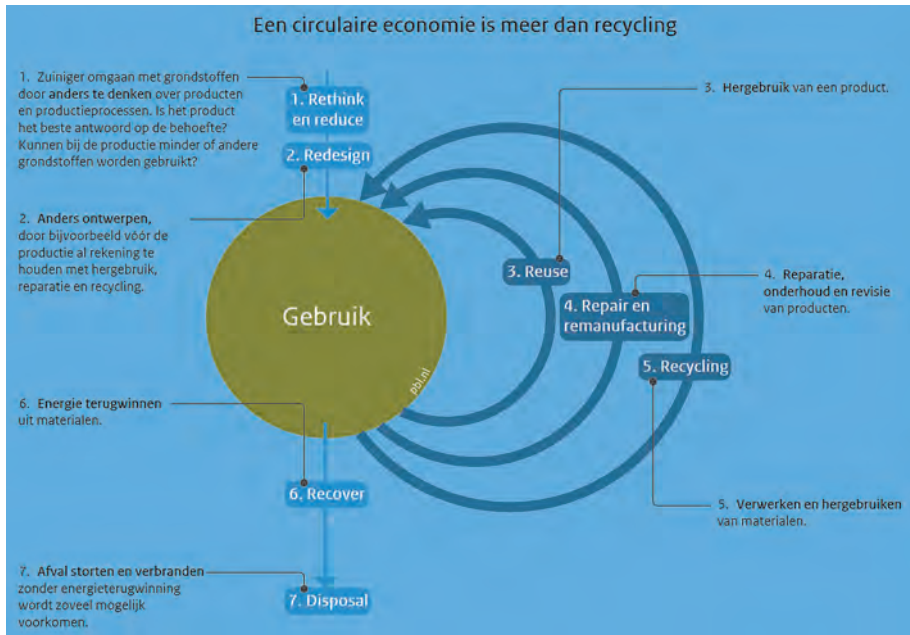 Een circulaire economie is meer dan recycling
1. Zuiniger omgaan met grondstoffen
door anders te denken over producten
en productieprocessen. Is het product
het beste antwoord op de behoefte?
Kunnen bij de productie minder of andere
grondstoffen worden gebruikt?
1. Rethink
en reduce
2. Redesign
3. Hergebruik van een product.
2. Anders ontwerpen,
door bijvoorbeeld vóór de
productie al rekening te
houden met hergebruik,
reparatie en recycling.
3. Reuse
4. Reparatie,
onderhoud en revisie
van producten.
4. Repair en
remanufacturing
Gebruik
pbl.nl
5. Recycling
6. Energie terugwinnen
uit materialen.
6. Recover
5. Verwerken en hergebruiken
van materialen.
7. Afval storten en verbranden
zonder energieterugwinning
wordt zoveel mogelijk
voorkomen.
7. Disposal